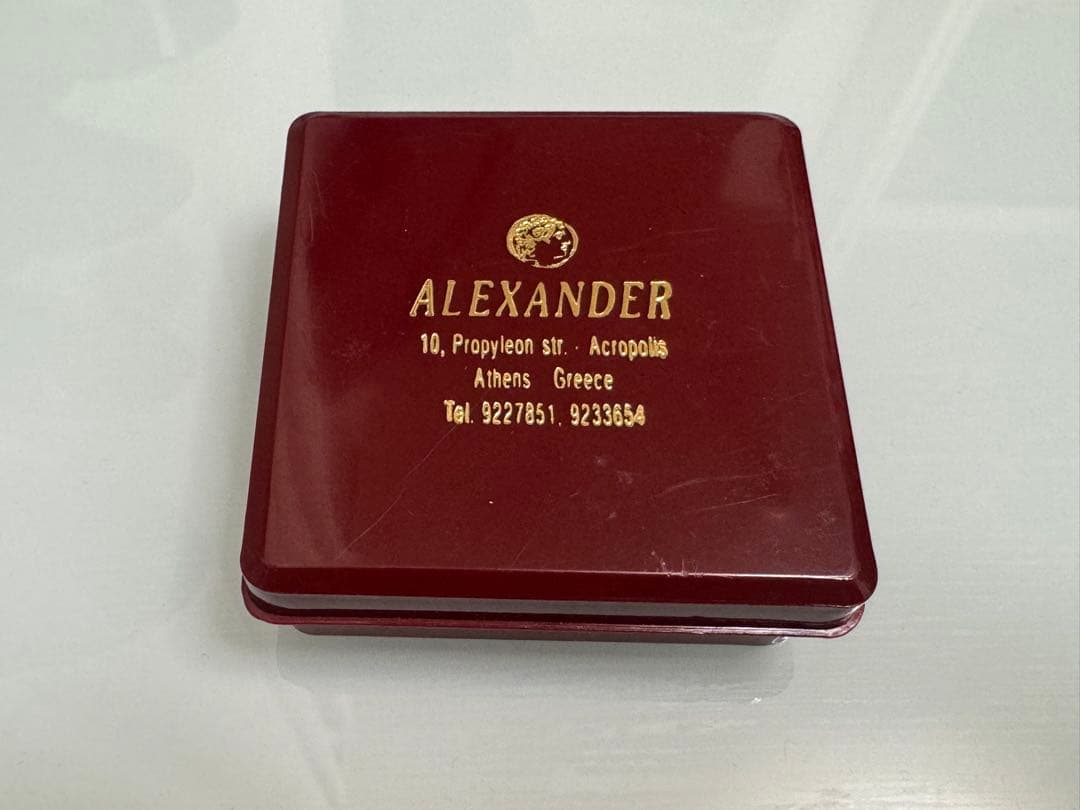 ALEXANDER
10, Propyleon str. · Acropolis
Athens Greece
Tel. 9227851, 9233654